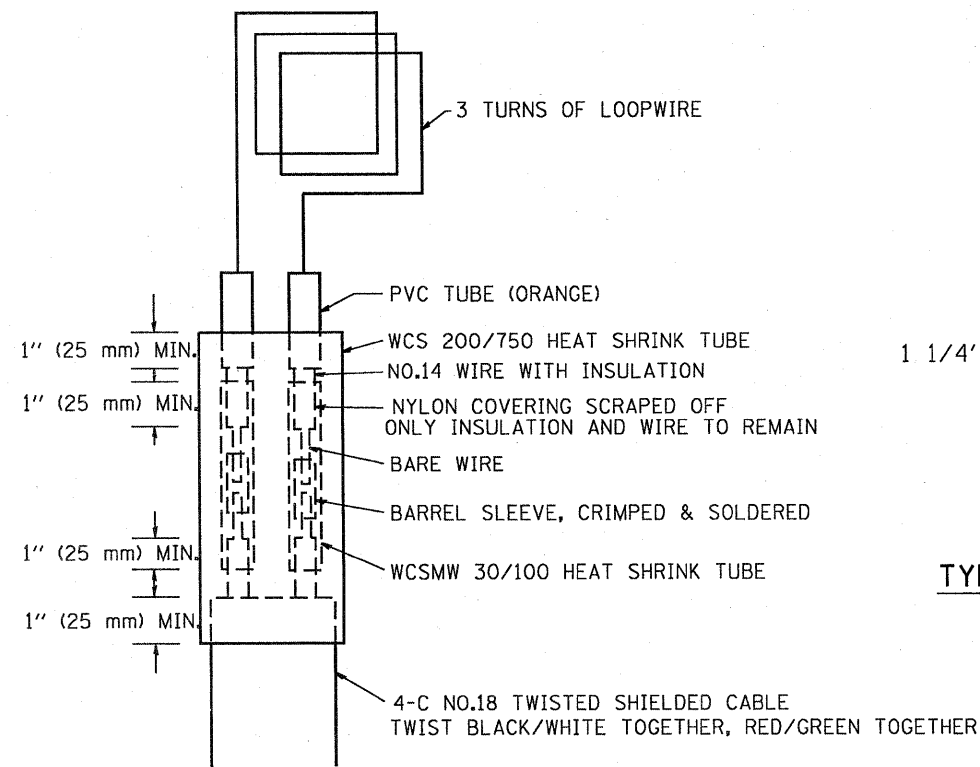 3 TURNS OF LOOPWIRE
PVC TUBE (ORANGE)
1" (25 mm) MIN.
WCS 200/750 HEAT SHRINK TUBE
1 1/4'
NO.14 WIRE WITH INSULATION
1" (25 mm) MIN.
NYLON COVERING SCRAPED OFF
ONLY INSULATION AND WIRE TO REMAIN
BARE WIRE
BARREL SLEEVE, CRIMPED & SOLDERED
1" (25 mm) MIN.
WCSMW 30/100 HEAT SHRINK TUBE
1" (25 mm) MIN.
4-C NO.18 TWISTED SHIELDED CABLE
TWIST BLACK/WHITE TOGETHER, RED/GREEN TOGETHER